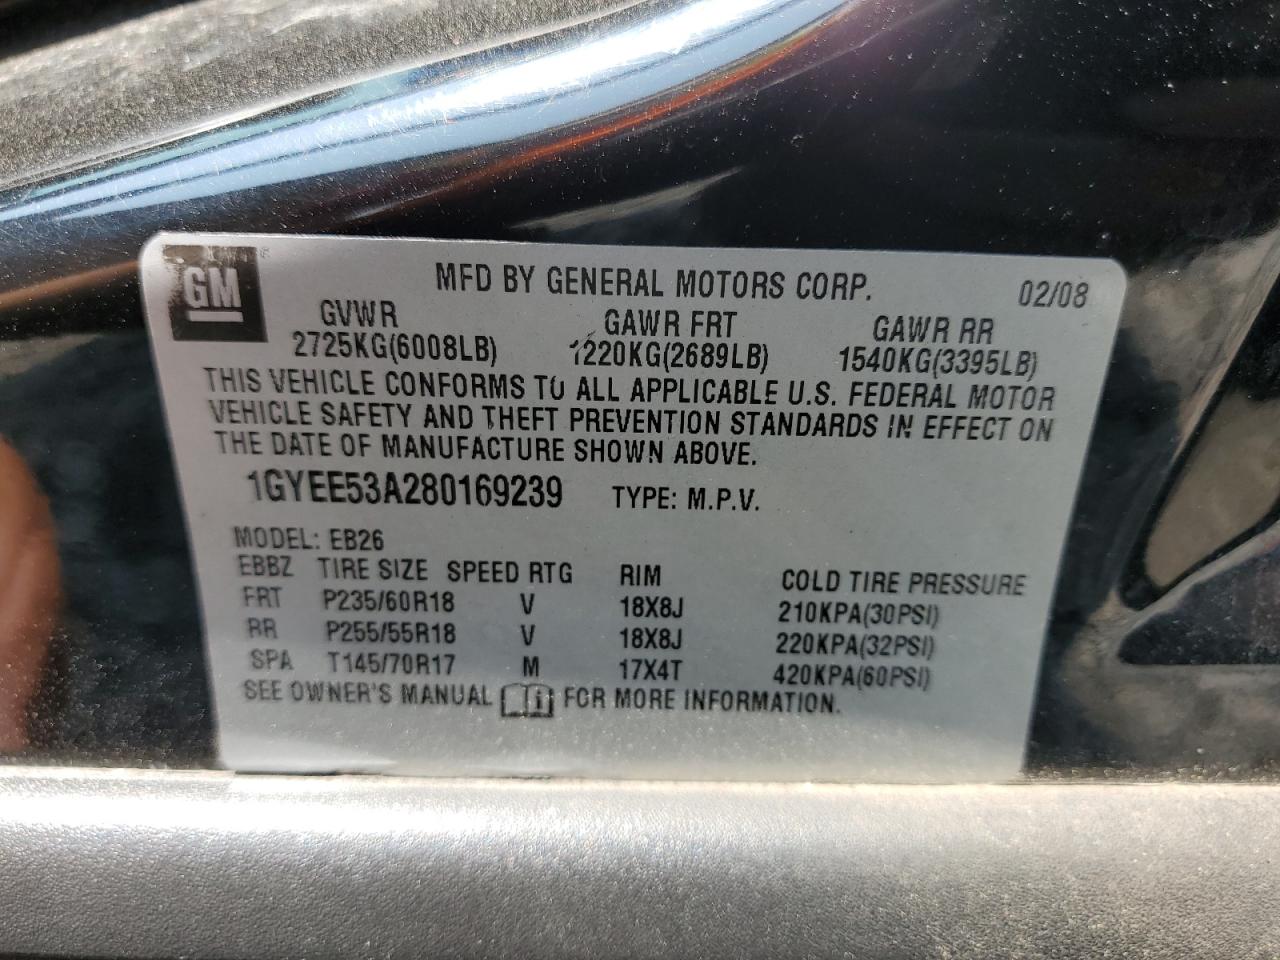 GM
MFD BY GENERAL MOTORS CORP. 02/08
GVWR GAWR FRT GAWR RR
2725KG(6008LB) 1220KG(2689LB) 1540KG(3395LB)
THIS VEHICLE CONFORMS TO ALL APPLICABLE U.S. FEDERAL MOTOR
VEHICLE SAFETY AND THEFT PREVENTION STANDARDS IN EFFECT ON
THE DATE OF MANUFACTURE SHOWN ABOVE.
1GYEE53A280169239 TYPE: M.P.V.
MODEL: EB26
EBBZ TIRE SIZE SPEED RTG RIM COLD TIRE PRESSURE
FRT P235/60R18 V 18X8J 210KPA(30PSI)
RR P255/55R18 V 18X8J 220KPA(32PSI)
SPA T145/70R17 M 17X4T 420KPA(60PSI)
SEE OWNER'S MANUAL FOR MORE INFORMATION.